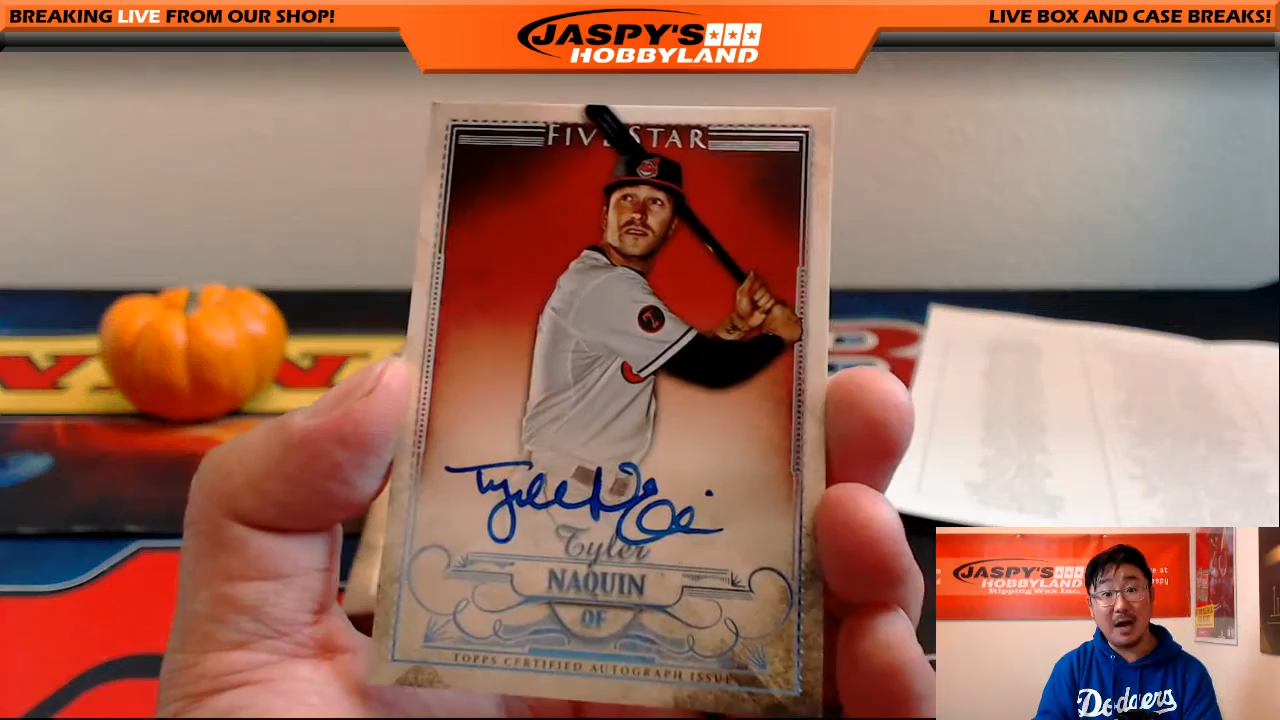 BREAKING LIVE FROM OUR SHOP!
JASPY'S
HOBBYLAND
LIVE BOX AND CASE BREAKS!
FIVE STAR
Tyler
NAQUIN
OF
TOPPS CERTIFIED AUTOGRAPH ISSUE
JASPY'S
HOBBYLAND
Ripping Wax Inc.
Dodgers